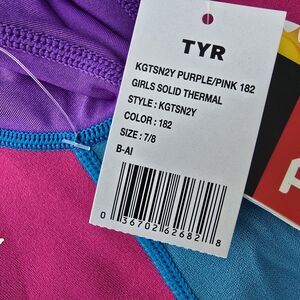 TYR
KGTSN2Y PURPLE/PINK 182
GIRLS SOLID THERMAL
STYLE : KGTSN2Y
COLOR : 182
SIZE : 7/8
B-AI
0 36702 62682 8